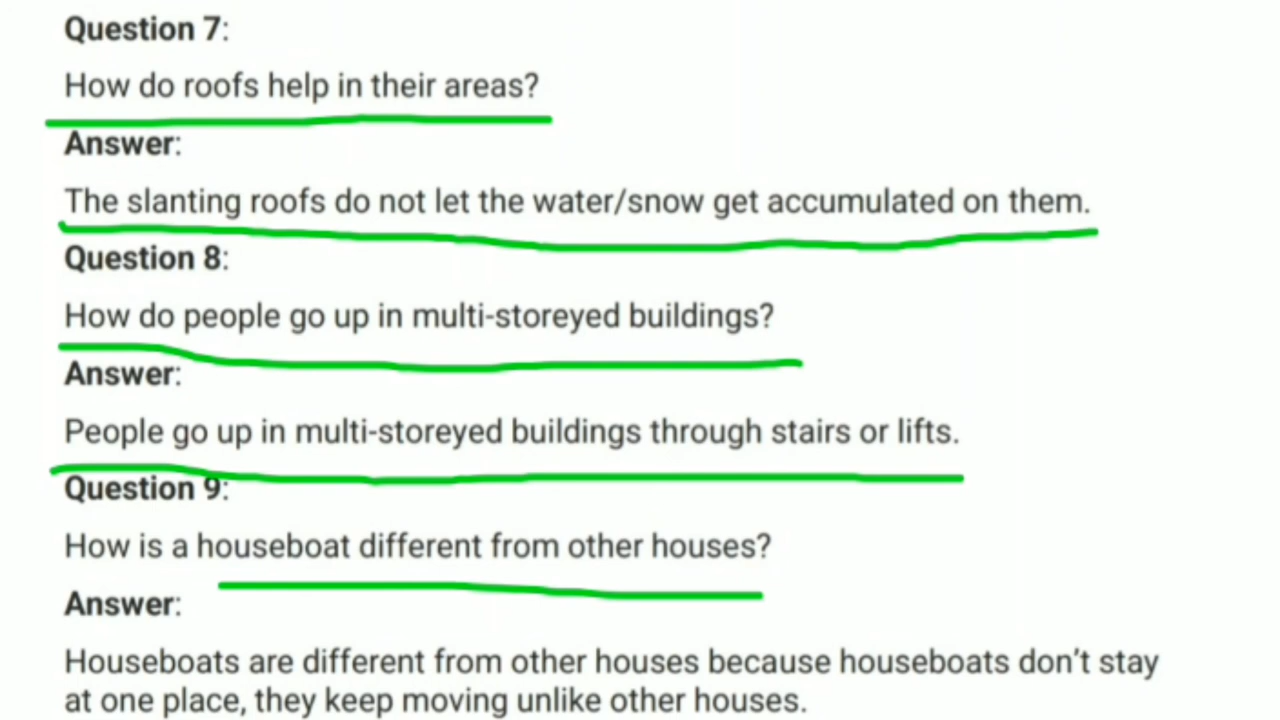 Question 7:
How do roofs help in their areas?
Answer:
The slanting roofs do not let the water/snow get accumulated on them.
Question 8:
How do people go up in multi-storeyed buildings?
Answer:
People go up in multi-storeyed buildings through stairs or lifts.
Question 9:
How is a houseboat different from other houses?
Answer:
Houseboats are different from other houses because houseboats don’t stay
at one place, they keep moving unlike other houses.